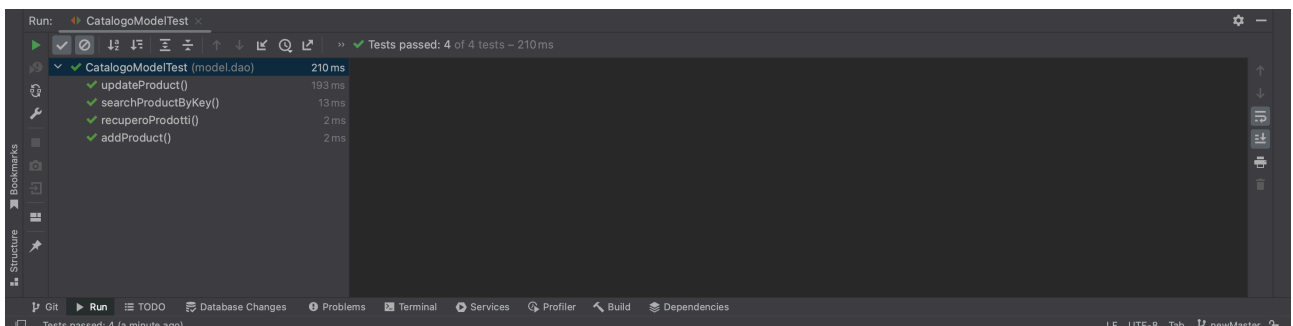 Run: CatalogoModelTest ×
» Tests passed: 4 of 4 tests – 210 ms
CatalogoModelTest (model.dao) 210 ms
updateProduct() 193 ms
searchProductByKey() 13 ms
recuperoProdotti() 2 ms
addProduct() 2 ms
Bookmarks
Structure
Git Run TODO Database Changes Problems Terminal Services Profiler Build Dependencies
Tests passed: 4 (a minute ago) LF UTF-8 Tab newMaster